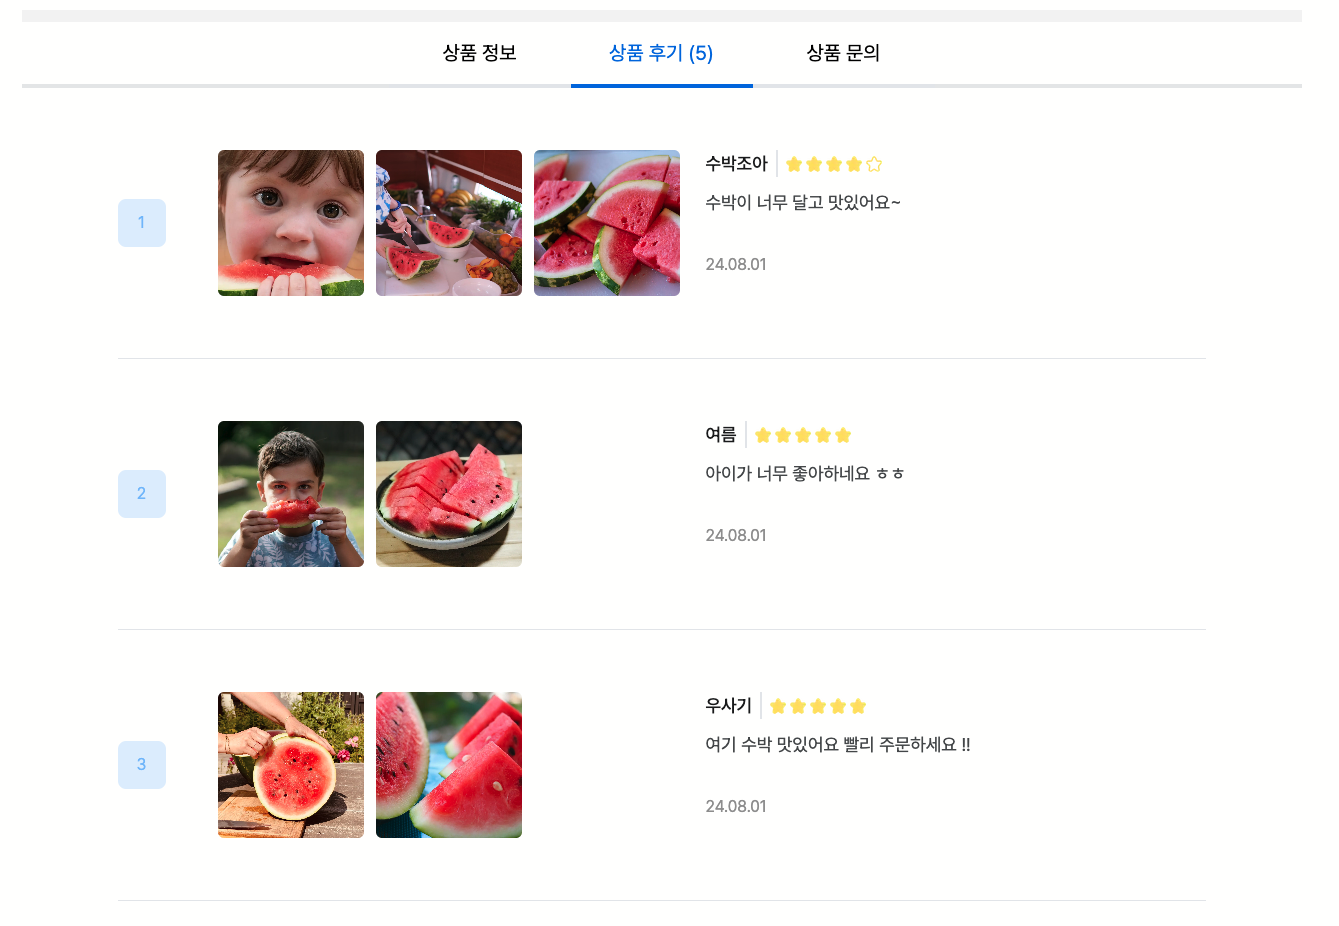 상품 정보
상품 후기 (5)
상품 문의
1
수박조아
수박이 너무 달고 맛있어요~
24.08.01
2
여름
아이가 너무 좋아하네요 ㅎㅎ
24.08.01
3
우사기
여기 수박 맛있어요 빨리 주문하세요 !!
24.08.01